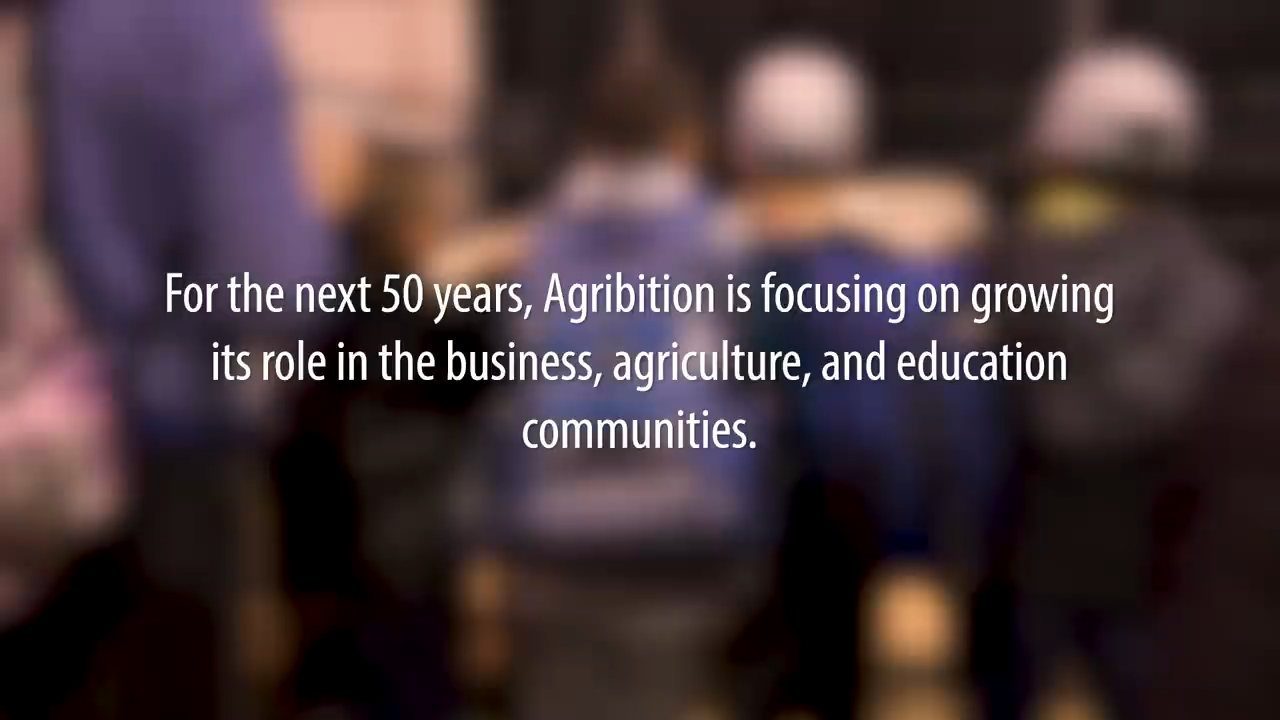 For the next 50 years, Agribition is focusing on growing
its role in the business, agriculture, and education
communities.